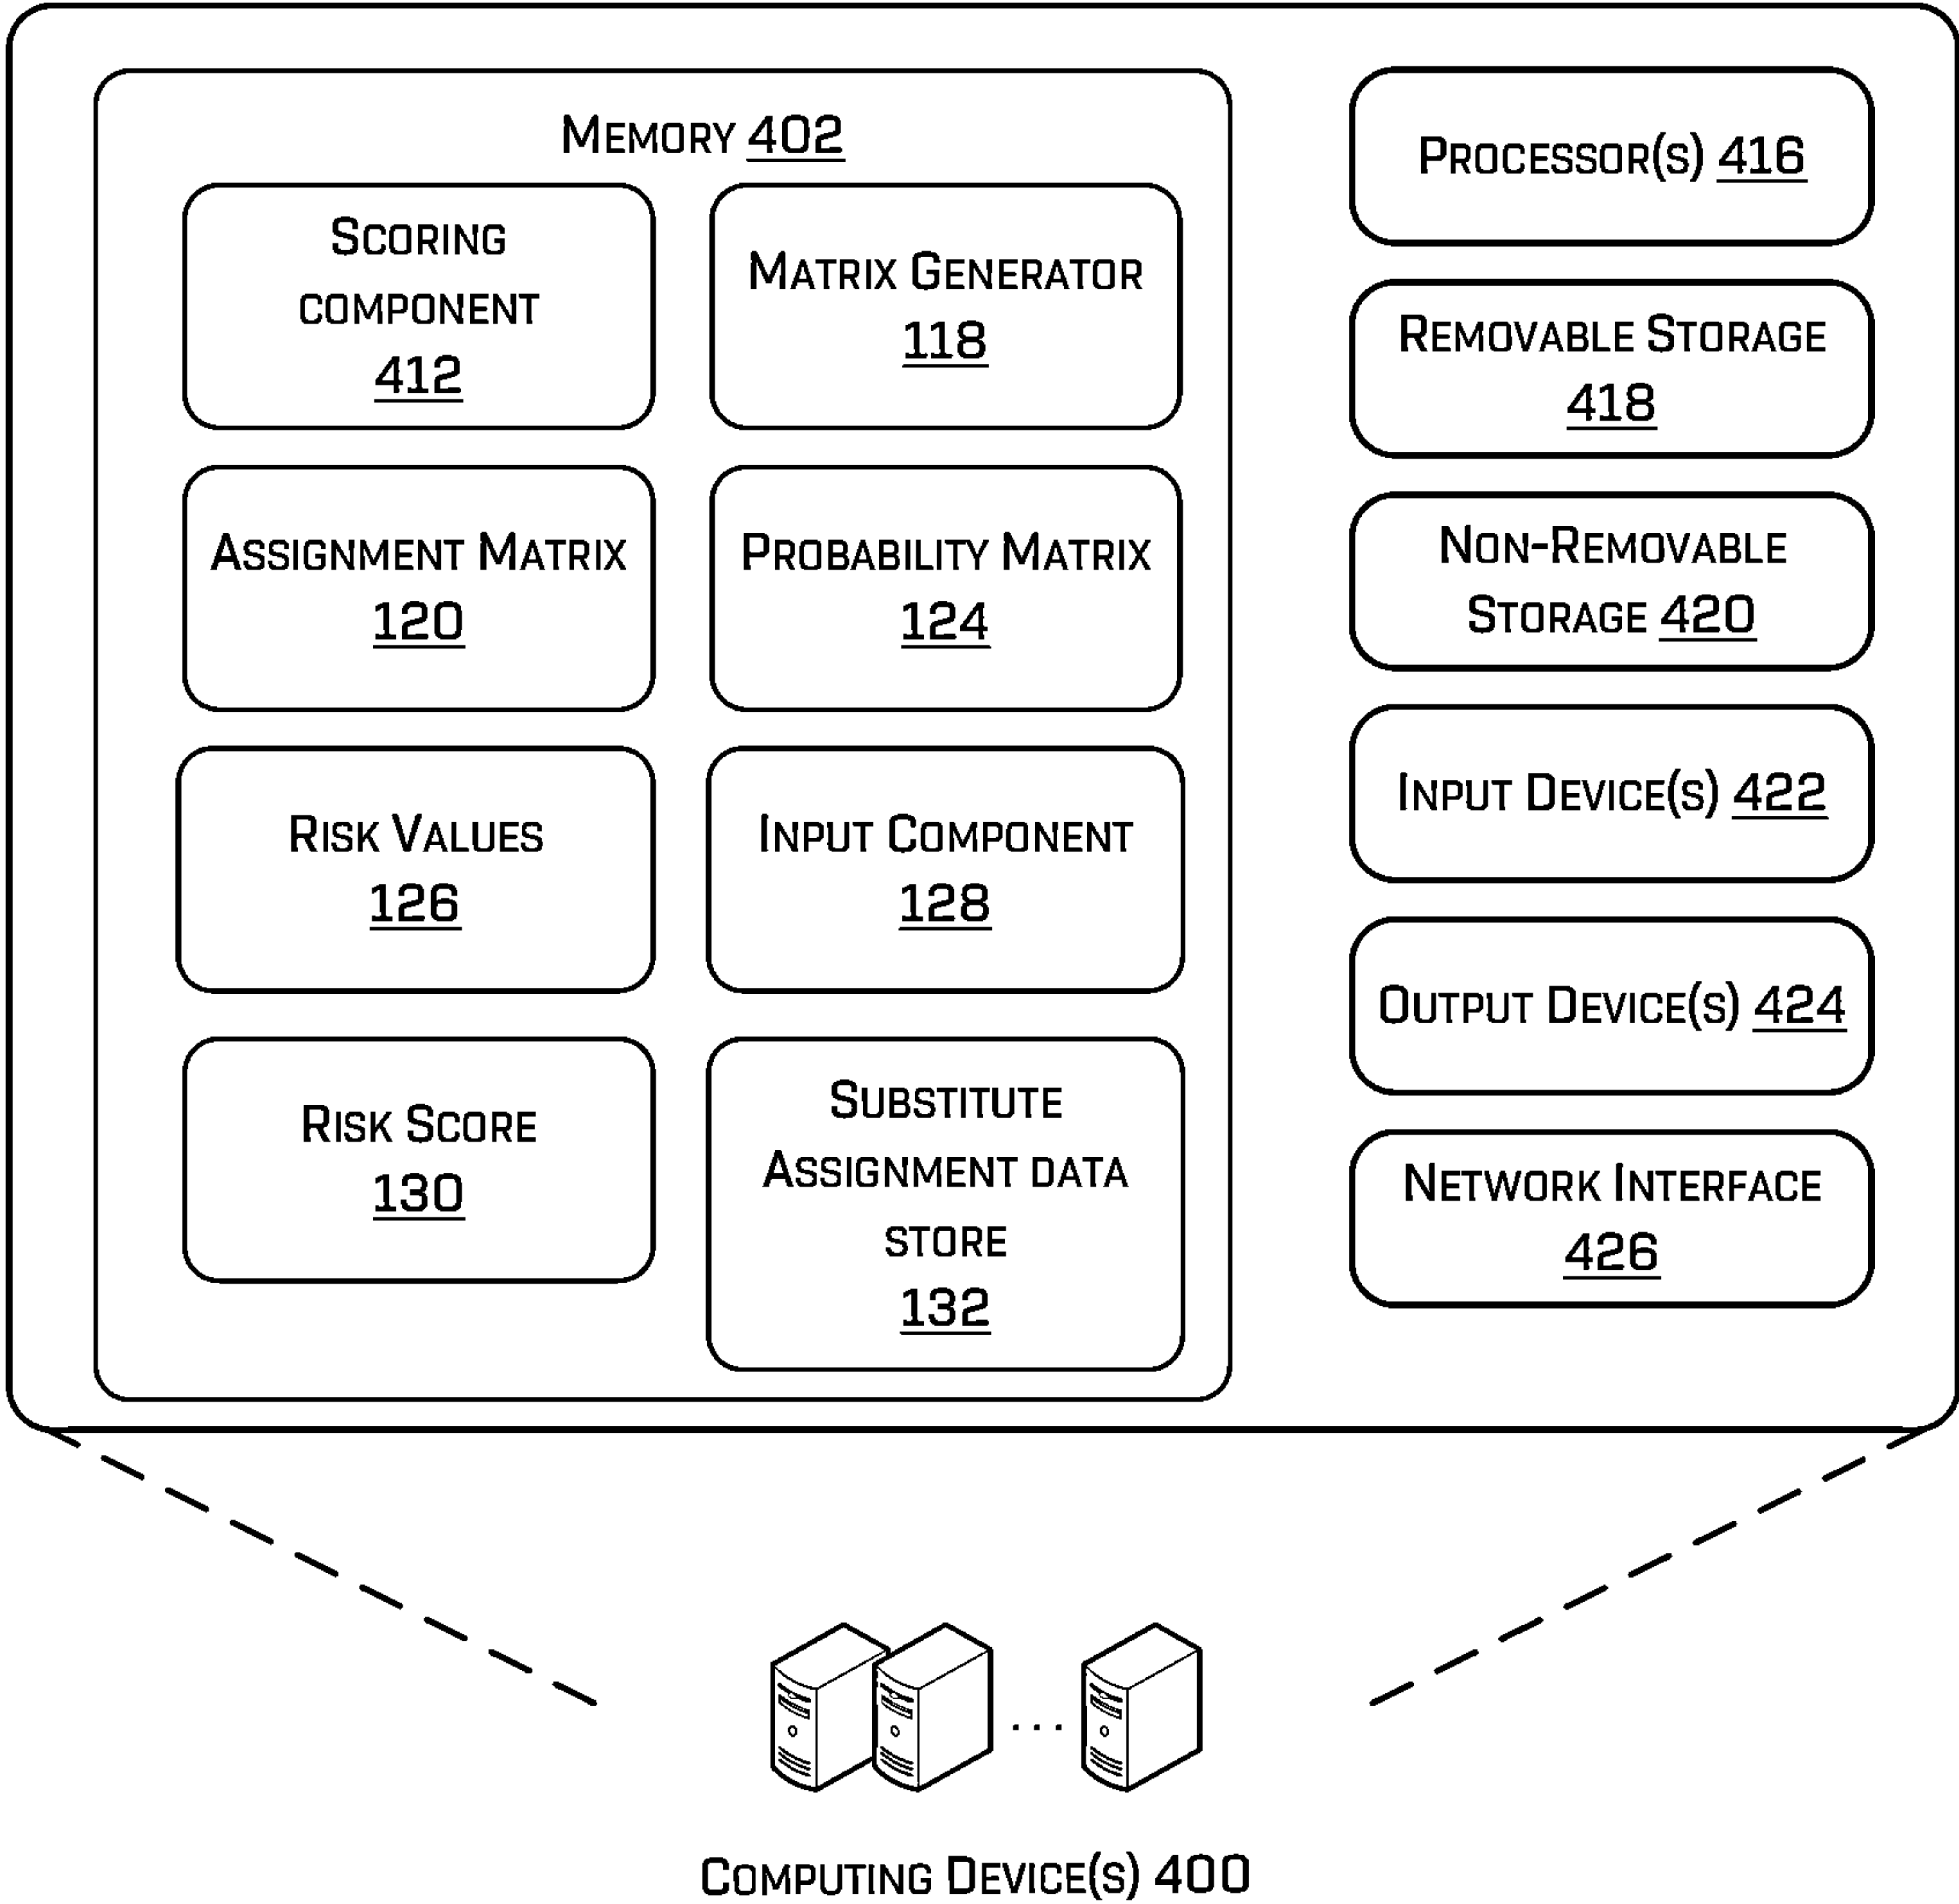 MEMORY 402
SCORING
COMPONENT
412
MATRIX GENERATOR
118
ASSIGNMENT MATRIX
120
PROBABILITY MATRIX
124
RISK VALUES
126
INPUT COMPONENT
128
RISK SCORE
130
SUBSTITUTE
ASSIGNMENT DATA
STORE
132
PROCESSOR(S) 416
REMOVABLE STORAGE
418
NON-REMOVABLE
STORAGE 420
INPUT DEVICE(S) 422
OUTPUT DEVICE(S) 424
NETWORK INTERFACE
426
...
COMPUTING DEVICE(S) 400